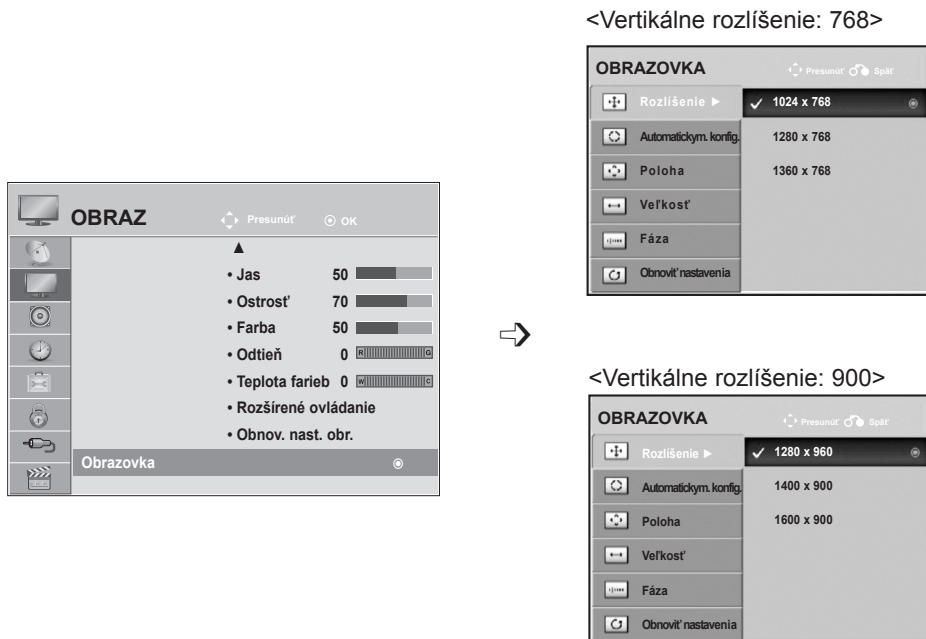 <Vertikálne rozlíšenie: 768>
OBRAZOVKA
Presunúť Späť
Rozlíšenie ►
✓ 1024 x 768
Automatickym. konfig.
1280 x 768
Poloha
1360 x 768
Veľkosť
Fáza
Obnoviť nastavenia
OBRAZ
Presunúť OK
▲
• Jas 50
• Ostrosť 70
• Farba 50
• Odtieň 0 R G
• Teplota farieb 0 W C
• Rozšírené ovládanie
• Obnov. nast. obr.
Obrazovka
<Vertikálne rozlíšenie: 900>
OBRAZOVKA
Presunúť Späť
Rozlíšenie ►
✓ 1280 x 960
Automatickym. konfig.
1400 x 900
Poloha
1600 x 900
Veľkosť
Fáza
Obnoviť nastavenia